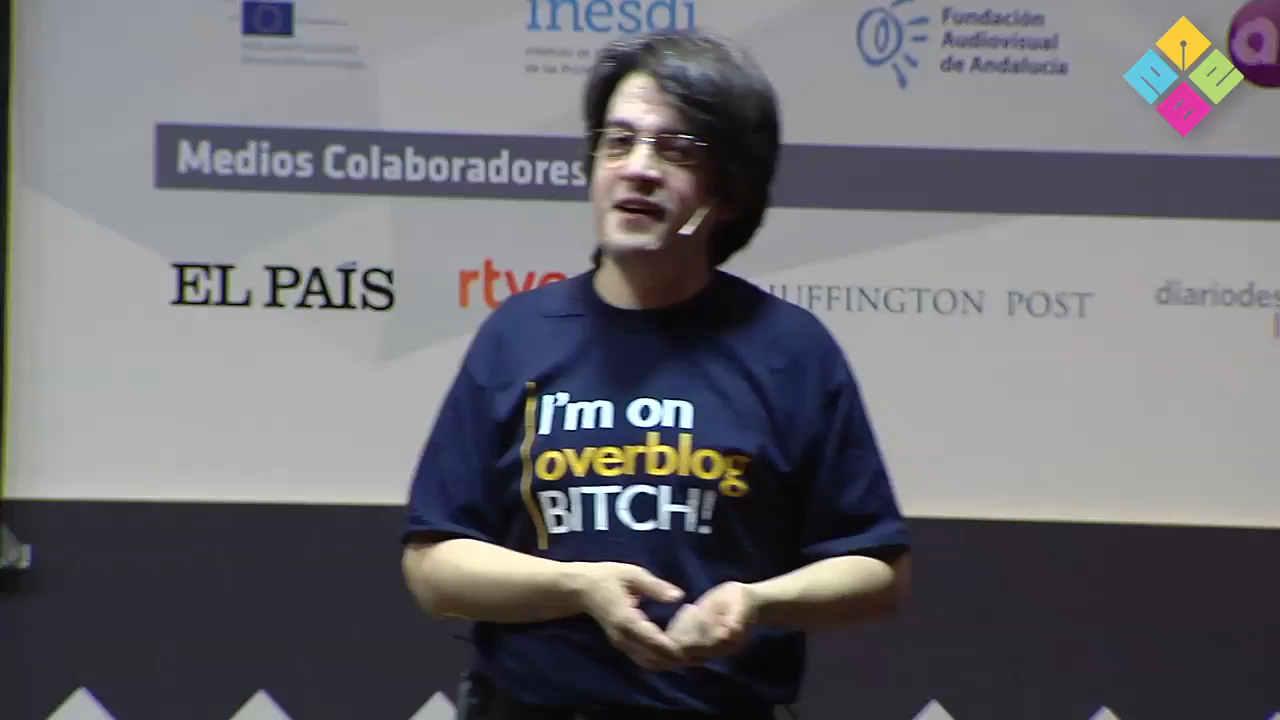 inesdi
Fundación
Audiovisual
de Andalucía
a
Medios Colaboradores
EL PAÍS
rtve
HUFFINGTON POST
I'm on
overblog
BITCH!